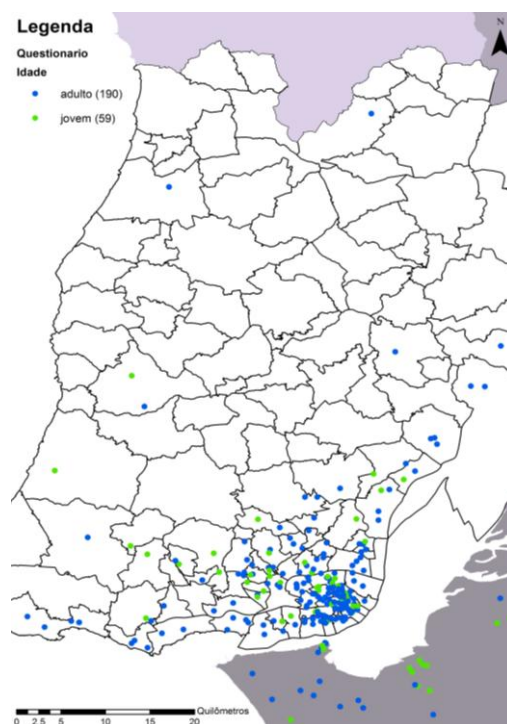 Legenda
Questionario
Idade
adulto (190)
jovem (59)
N
Quilômetros
0 2,5 5 10 15 20